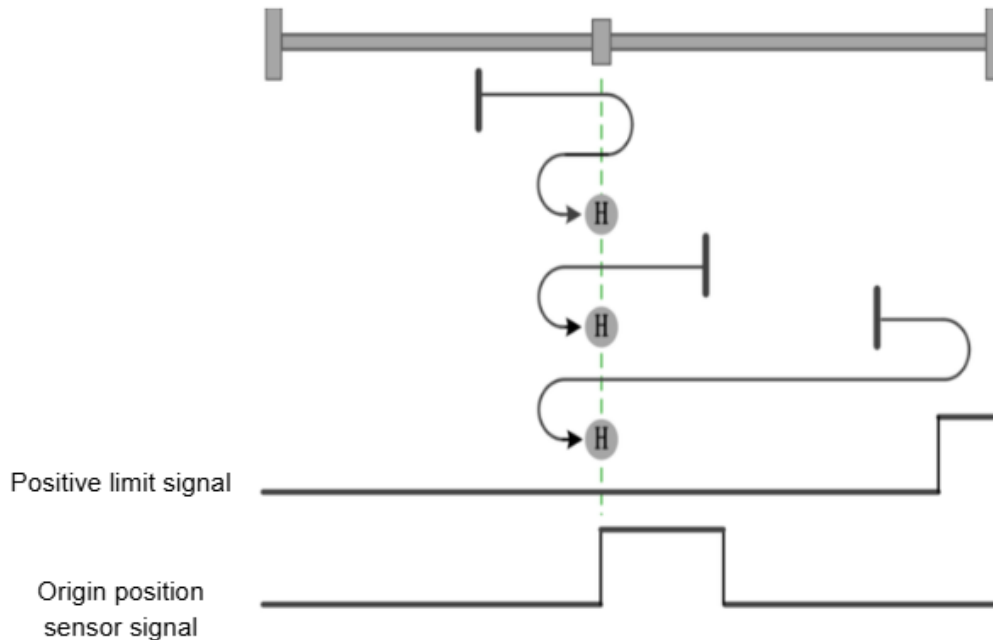 H
H
H
Positive limit signal
Origin position
sensor signal